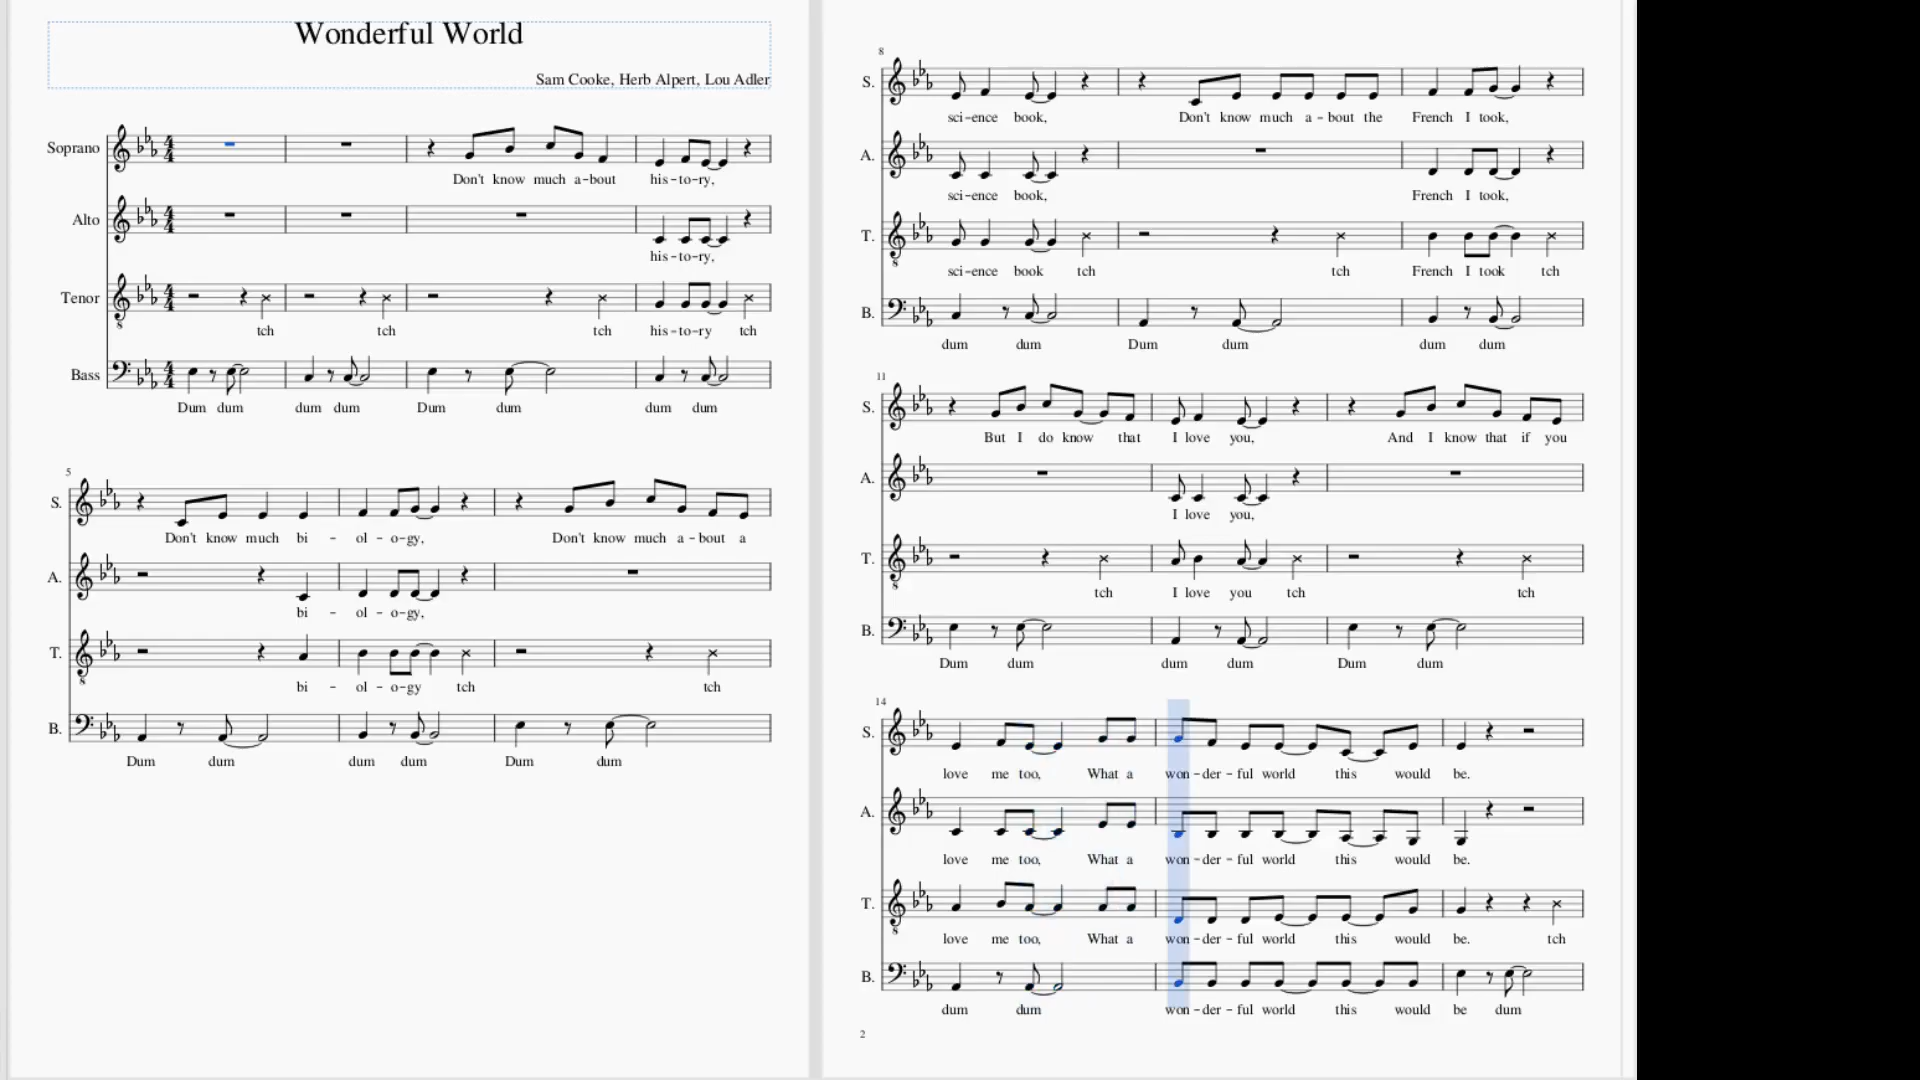 Wonderful World
Sam Cooke, Herb Alpert, Lou Adler
Soprano
Don't know much a-bout his-to-ry,
Alto
his-to-ry,
Tenor
tch tch tch his-to-ry tch
Bass
Dum dum dum dum Dum dum dum dum
5
S.
Don't know much bi - ol - o-gy, Don't know much a-bout a
A.
bi - ol - o-gy,
T.
bi - ol - o-gy tch tch
B.
Dum dum dum dum Dum dum
8
S.
sci-ence book, Don't know much a-bout the French I took,
A.
sci-ence book, French I took,
T.
sci-ence book tch tch French I took tch
B.
dum dum Dum dum dum dum
11
S.
But I do know that I love you, And I know that if you
A.
I love you,
T.
tch I love you tch tch
B.
Dum dum dum dum Dum dum
14
S.
love me too, What a won-der-ful world this would be.
A.
love me too, What a won-der-ful world this would be.
T.
love me too, What a won-der-ful world this would be. tch
B.
dum dum won-der-ful world this would be dum
2